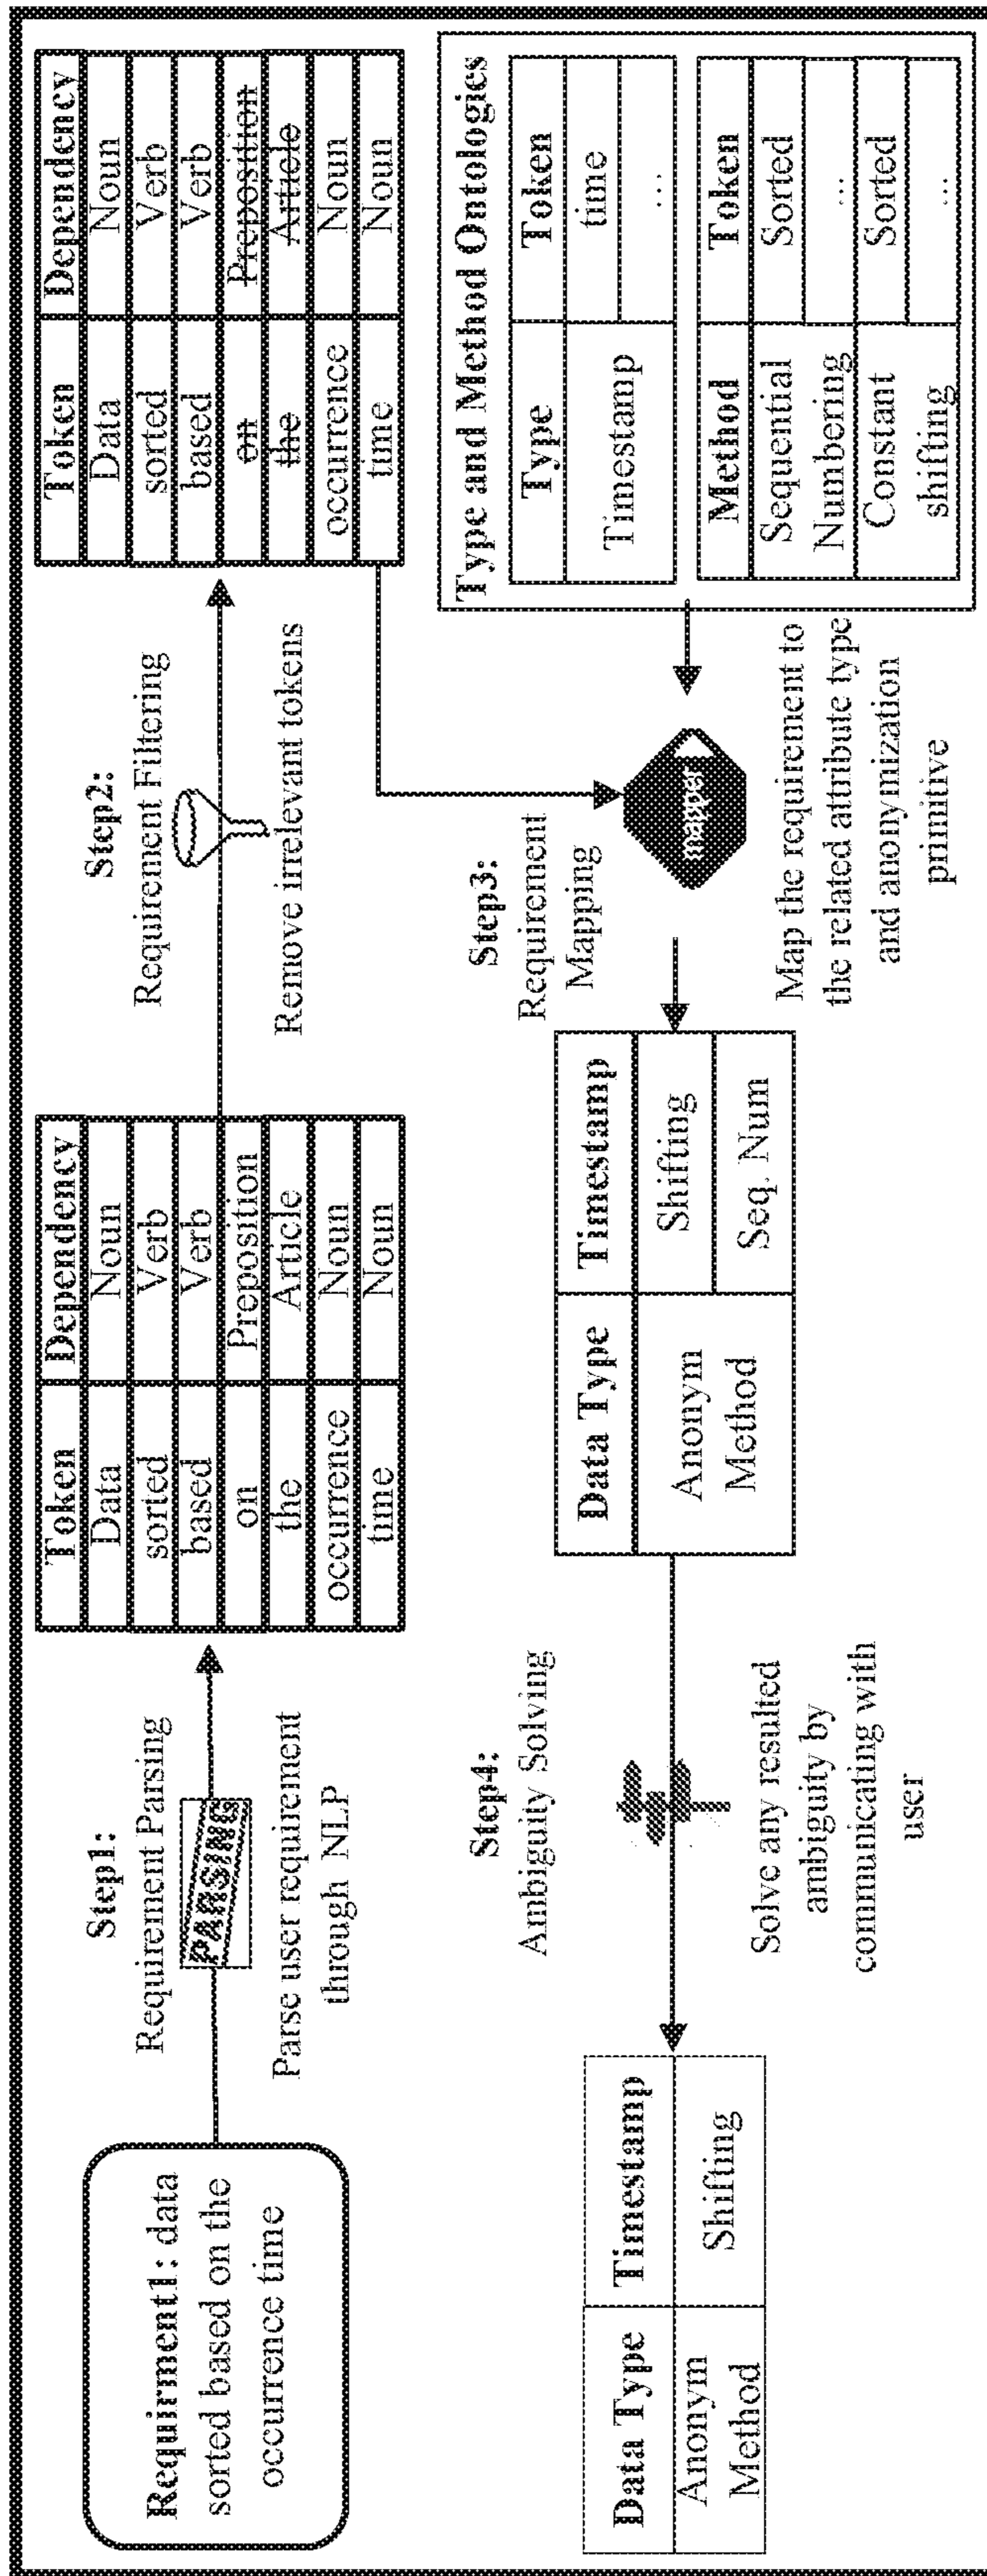 Requirment1: data
sorted based on the
occurrence time
Step1:
Requirement Parsing
PARSING
Parse user requirement
through NLP
Token Dependency
Data Noun
sorted Verb
based Verb
on Preposition
the Article
occurrence Noun
time Noun
Step2:
Requirement Filtering
Remove irrelevant tokens
Token Dependency
Data Noun
sorted Verb
based Verb
on Preposition
the Article
occurrence Noun
time Noun
Type and Method Ontologies
Type Token
Timestamp time
...
Method Token
Sequential Sorted
Numbering ...
Constant Sorted
shifting ...
Step3:
Requirement
Mapping
mapper
Map the requirement to
the related attribute type
and anonymization
primitive
Data Type Timestamp
Anonym Shifting
Method Seq. Num
Step4:
Ambiguity Solving
Solve any resulted
ambiguity by
communicating with
user
Data Type Timestamp
Anonym Shifting
Method